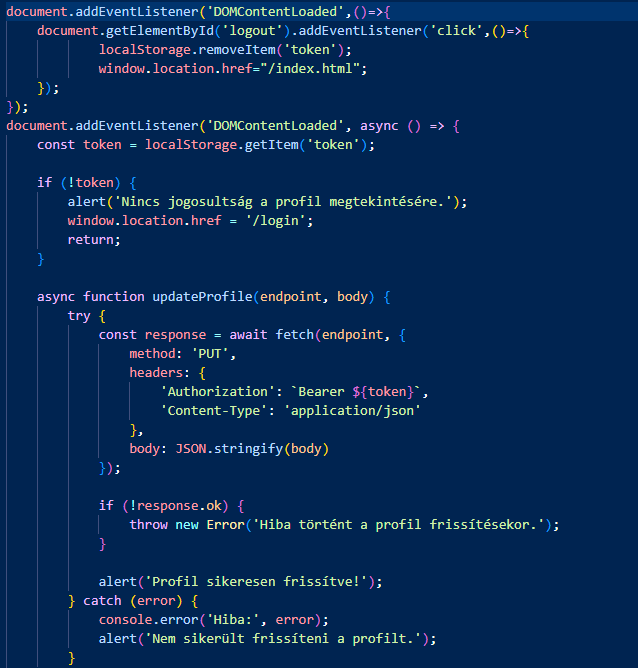 document.addEventListener('DOMContentLoaded',()=>{
    document.getElementById('logout').addEventListener('click',()=>{
            localStorage.removeItem('token');
            window.location.href="/index.html";
    });
});
document.addEventListener('DOMContentLoaded', async () => {
    const token = localStorage.getItem('token');

    if (!token) {
        alert('Nincs jogosultság a profil megtekintésére.');
        window.location.href = '/login';
        return;
    }

    async function updateProfile(endpoint, body) {
        try {
            const response = await fetch(endpoint, {
                method: 'PUT',
                headers: {
                    'Authorization': `Bearer ${token}`,
                    'Content-Type': 'application/json'
                },
                body: JSON.stringify(body)
            });

            if (!response.ok) {
                throw new Error('Hiba történt a profil frissítésekor.');
            }

            alert('Profil sikeresen frissítve!');
        } catch (error) {
            console.error('Hiba:', error);
            alert('Nem sikerült frissíteni a profilt.');
        }